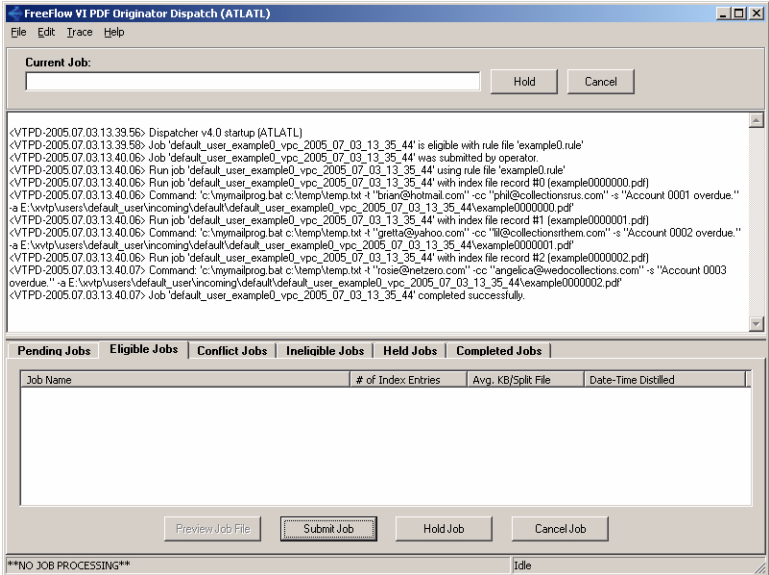 FreeFlow VI PDF Originator Dispatch (ATLATL)
File Edit Trace Help
Current Job:
Hold Cancel
<VTPD-2005.07.03.13.39.56> Dispatcher v4.0 startup (ATLATL)
<VTPD-2005.07.03.13.39.58> Job 'default_user_example0_vpc_2005_07_03_13_35_44' is eligible with rule file 'example0.rule'
<VTPD-2005.07.03.13.40.06> Job 'default_user_example0_vpc_2005_07_03_13_35_44' was submitted by operator.
<VTPD-2005.07.03.13.40.06> Run job 'default_user_example0_vpc_2005_07_03_13_35_44' using rule file 'example0.rule'
<VTPD-2005.07.03.13.40.06> Run job 'default_user_example0_vpc_2005_07_03_13_35_44' with index file record #0 (example0000000.pdf)
<VTPD-2005.07.03.13.40.06> Command: 'c:\mymailprog.bat c:\temp\temp.txt -t "brian@hotmail.com" -cc "phil@collectionsrus.com" -s "Account 0001 overdue."
-a E:\xvtp\users\default_user\incoming\default\default_user_example0_vpc_2005_07_03_13_35_44\example0000000.pdf'
<VTPD-2005.07.03.13.40.06> Run job 'default_user_example0_vpc_2005_07_03_13_35_44' with index file record #1 (example0000001.pdf)
<VTPD-2005.07.03.13.40.06> Command: 'c:\mymailprog.bat c:\temp\temp.txt -t "gretta@yahoo.com" -cc "lil@collectionsrthem.com" -s "Account 0002 overdue."
-a E:\xvtp\users\default_user\incoming\default\default_user_example0_vpc_2005_07_03_13_35_44\example0000001.pdf'
<VTPD-2005.07.03.13.40.06> Run job 'default_user_example0_vpc_2005_07_03_13_35_44' with index file record #2 (example0000002.pdf)
<VTPD-2005.07.03.13.40.07> Command: 'c:\mymailprog.bat c:\temp\temp.txt -t "rosie@netzero.com" -cc "angelica@wedocollections.com" -s "Account 0003
overdue." -a E:\xvtp\users\default_user\incoming\default\default_user_example0_vpc_2005_07_03_13_35_44\example0000002.pdf'
<VTPD-2005.07.03.13.40.07> Job 'default_user_example0_vpc_2005_07_03_13_35_44' completed successfully.
Pending Jobs Eligible Jobs Conflict Jobs Ineligible Jobs Held Jobs Completed Jobs
Job Name # of Index Entries Avg. KB/Split File Date-Time Distilled
Preview Job File Submit Job Hold Job Cancel Job
**NO JOB PROCESSING** Idle